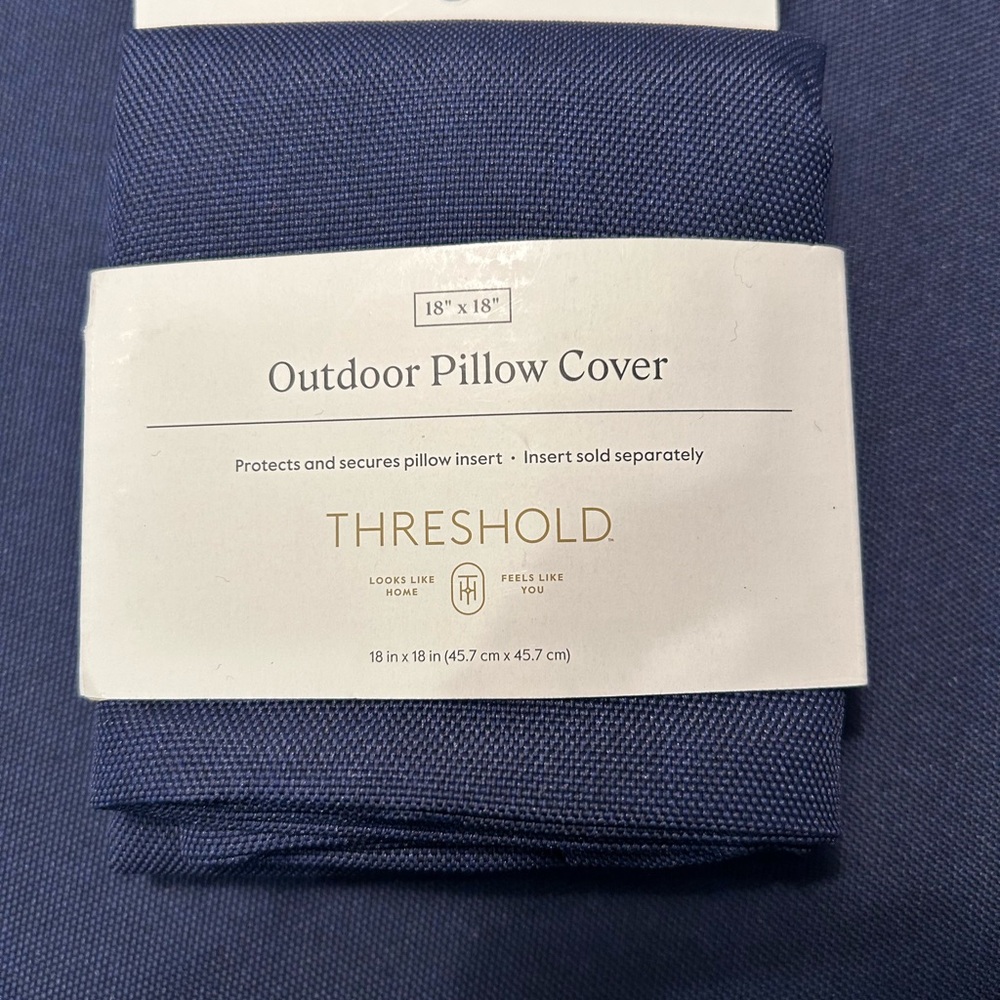 18" x 18"
Outdoor Pillow Cover
Protects and secures pillow insert • Insert sold separately
THRESHOLD™
LOOKS LIKE
HOME
FEELS LIKE
YOU
18 in x 18 in (45.7 cm x 45.7 cm)